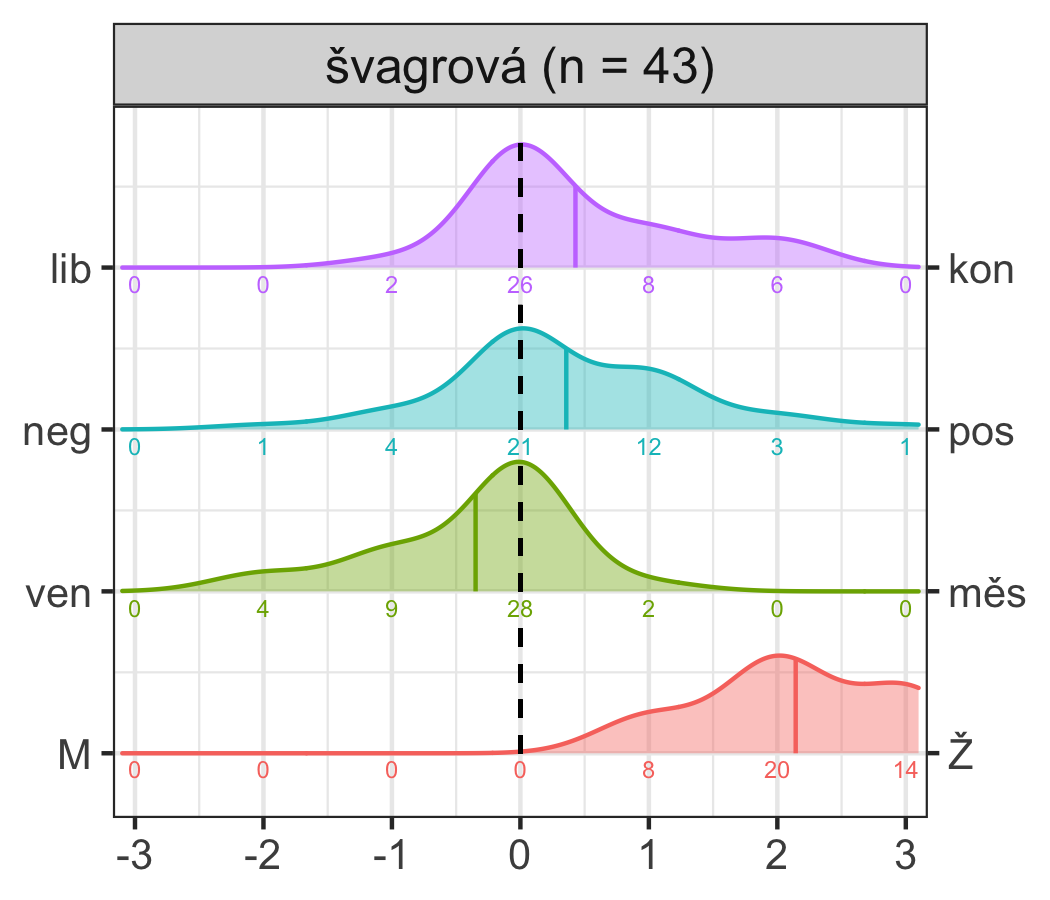 švagrová (n = 43)
lib kon
0 0 2 26 8 6 0
neg pos
0 1 4 21 12 3 1
ven měs
0 4 9 28 2 0 0
M Ž
0 0 0 0 8 20 14
-3 -2 -1 0 1 2 3